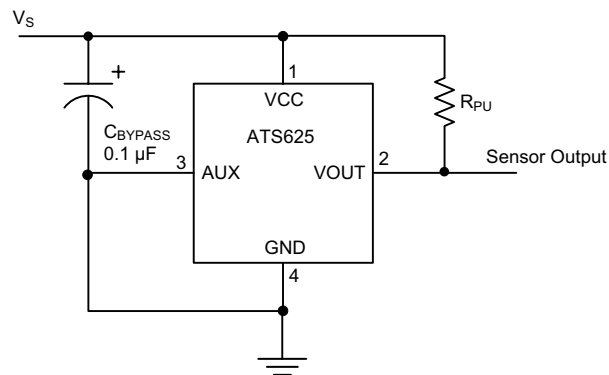 VS
+
1
VCC
CBYPASS
0.1 µF
ATS625
RPU
3
AUX
VOUT
2
Sensor Output
GND
4